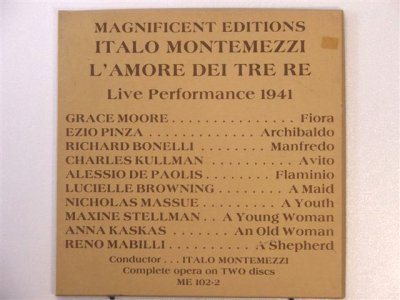 MAGNIFICENT EDITIONS
ITALO MONTEMEZZI
L'AMORE DEI TRE RE
Live Performance 1941
GRACE MOORE . . . . . . . . . . . . . . Fiora
EZIO PINZA . . . . . . . . . . . . Archibaldo
RICHARD BONELLI . . . . . . . Manfredo
CHARLES KULLMAN . . . . . . . . . Avito
ALESSIO DE PAOLIS . . . . . . . Flaminio
LUCIELLE BROWNING . . . . . . A Maid
NICHOLAS MASSUE . . . . . . . A Youth
MAXINE STELLMAN . . A Young Woman
ANNA KASKAS . . . . . An Old Woman
RENO MABILLI . . . . . . . . . A Shepherd
Conductor . . . ITALO MONTEMEZZI
Complete opera on TWO discs
ME 102-2